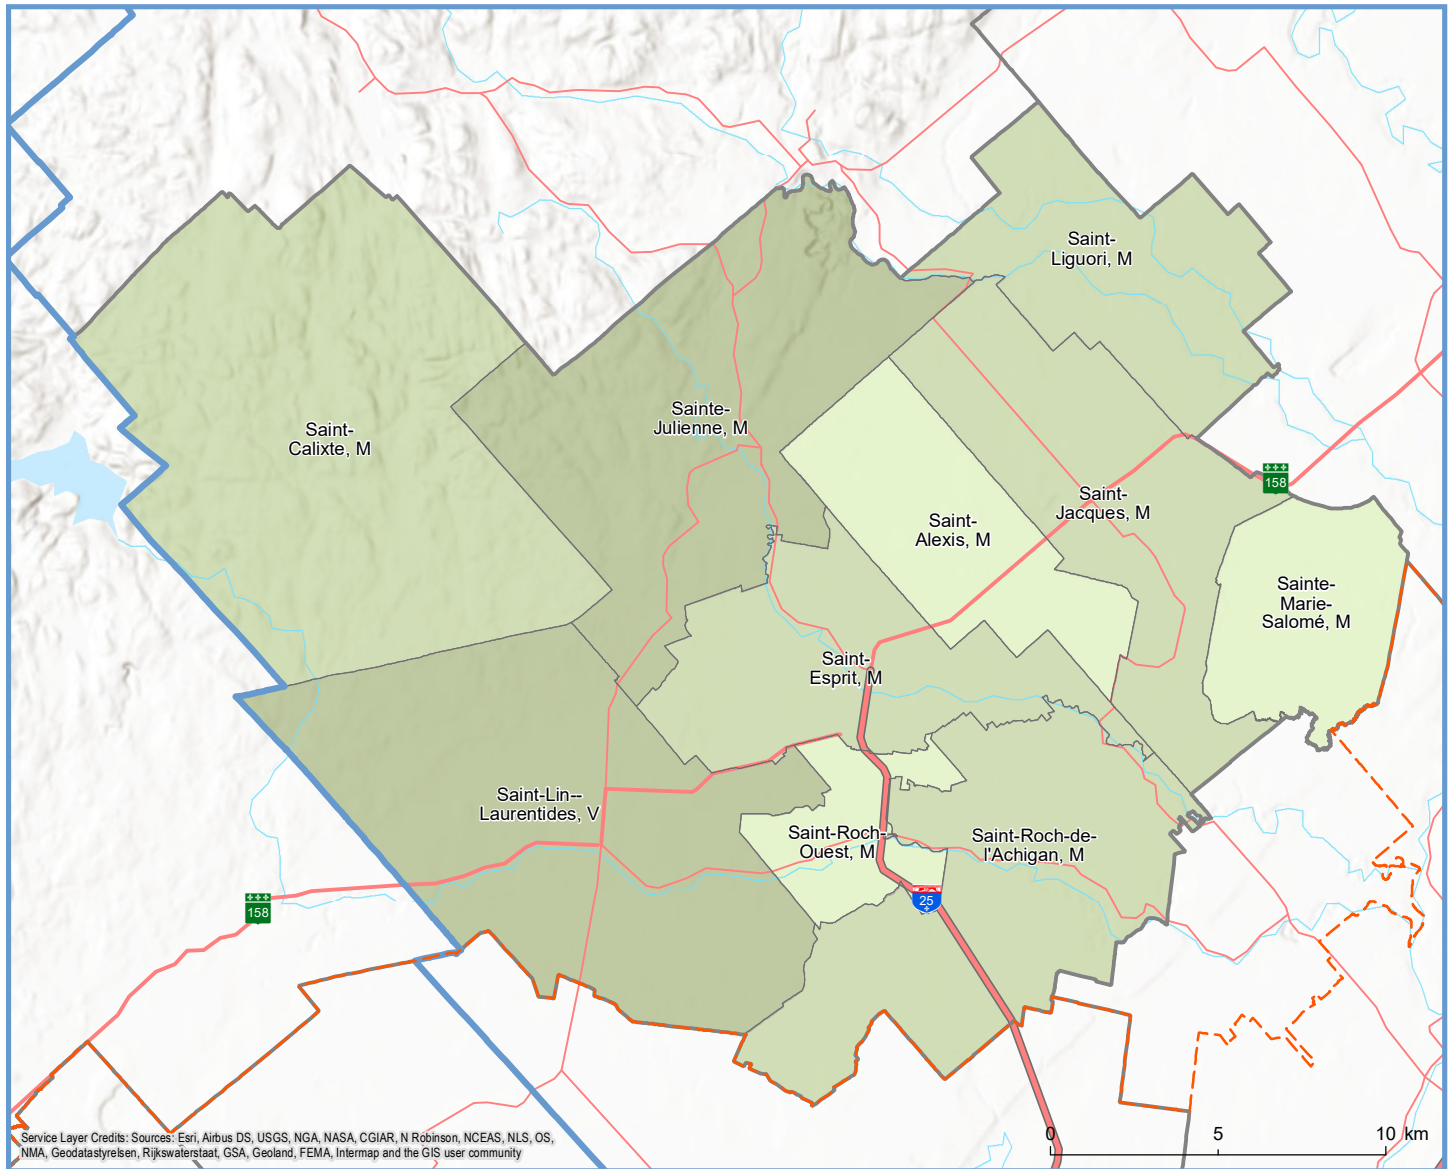 Saint-
Liguori, M
Saint-
Calixte, M
Sainte-
Julienne, M
158
Saint-
Jacques, M
Saint-
Alexis, M
Sainte-
Marie-
Salomé, M
Saint-
Esprit, M
Saint-Lin--
Laurentides, V
Saint-Roch-
Ouest, M
Saint-Roch-de-
l'Achigan, M
25
158
0 5 10 km
Service Layer Credits: Sources: Esri, Airbus DS, USGS, NGA, NASA, CGIAR, N Robinson, NCEAS, NLS, OS,
NMA, Geodatastyrelsen, Rijkswaterstaat, GSA, Geoland, FEMA, Intermap and the GIS user community